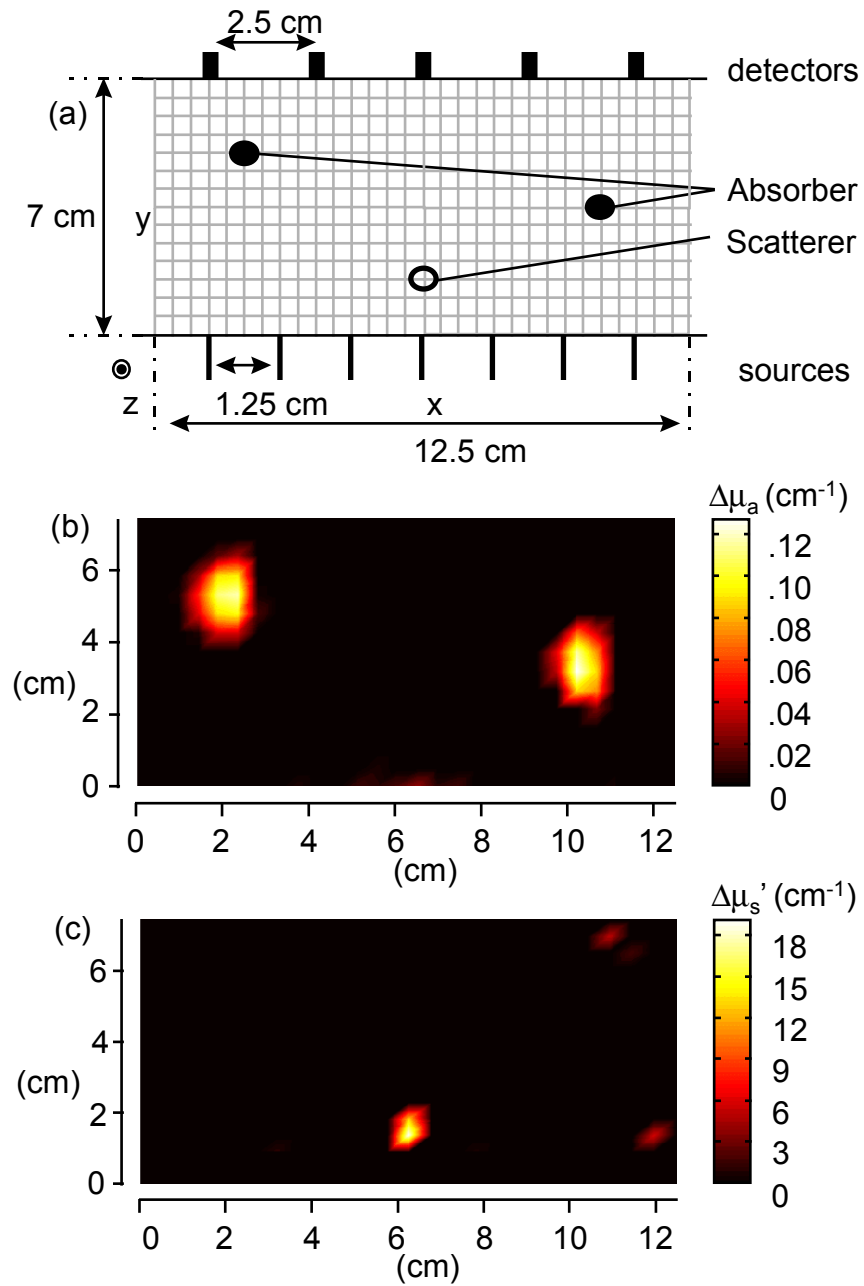 2.5 cm
detectors
(a)
Absorber
7 cm
y
Scatterer
sources
z
1.25 cm
x
12.5 cm
Δμa (cm-1)
(b)
.12
6
.10
4
.08
(cm)
.06
2
.04
.02
0
0
0 2 4 6 8 10 12
(cm)
Δμs' (cm-1)
(c)
18
6
15
4
9
(cm)
6
2
3
0
0
0 2 4 6 8 10 12
(cm)